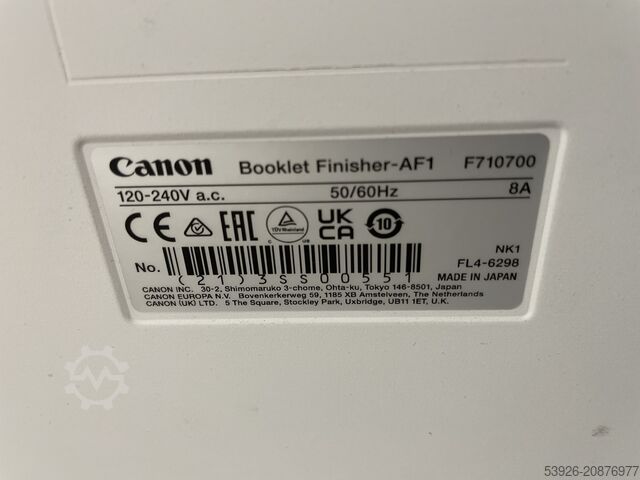 Canon Booklet Finisher-AF1 F710700
120-240V a.c. 50/60Hz 8A
CE EAC TÜV Rheinland C US UK CA 10
NK1
No. (21)3SS00551 FL4-6298
MADE IN JAPAN
CANON INC. 30-2, Shimomaruko 3-chome, Ohta-ku, Tokyo 146-8501, Japan
CANON EUROPA N.V. Bovenkerkerweg 59, 1185 XB Amstelveen, The Netherlands
CANON (UK) LTD. 5 The Square, Stockley Park, Uxbridge, UB11 1ET, U.K.
53926-20876977